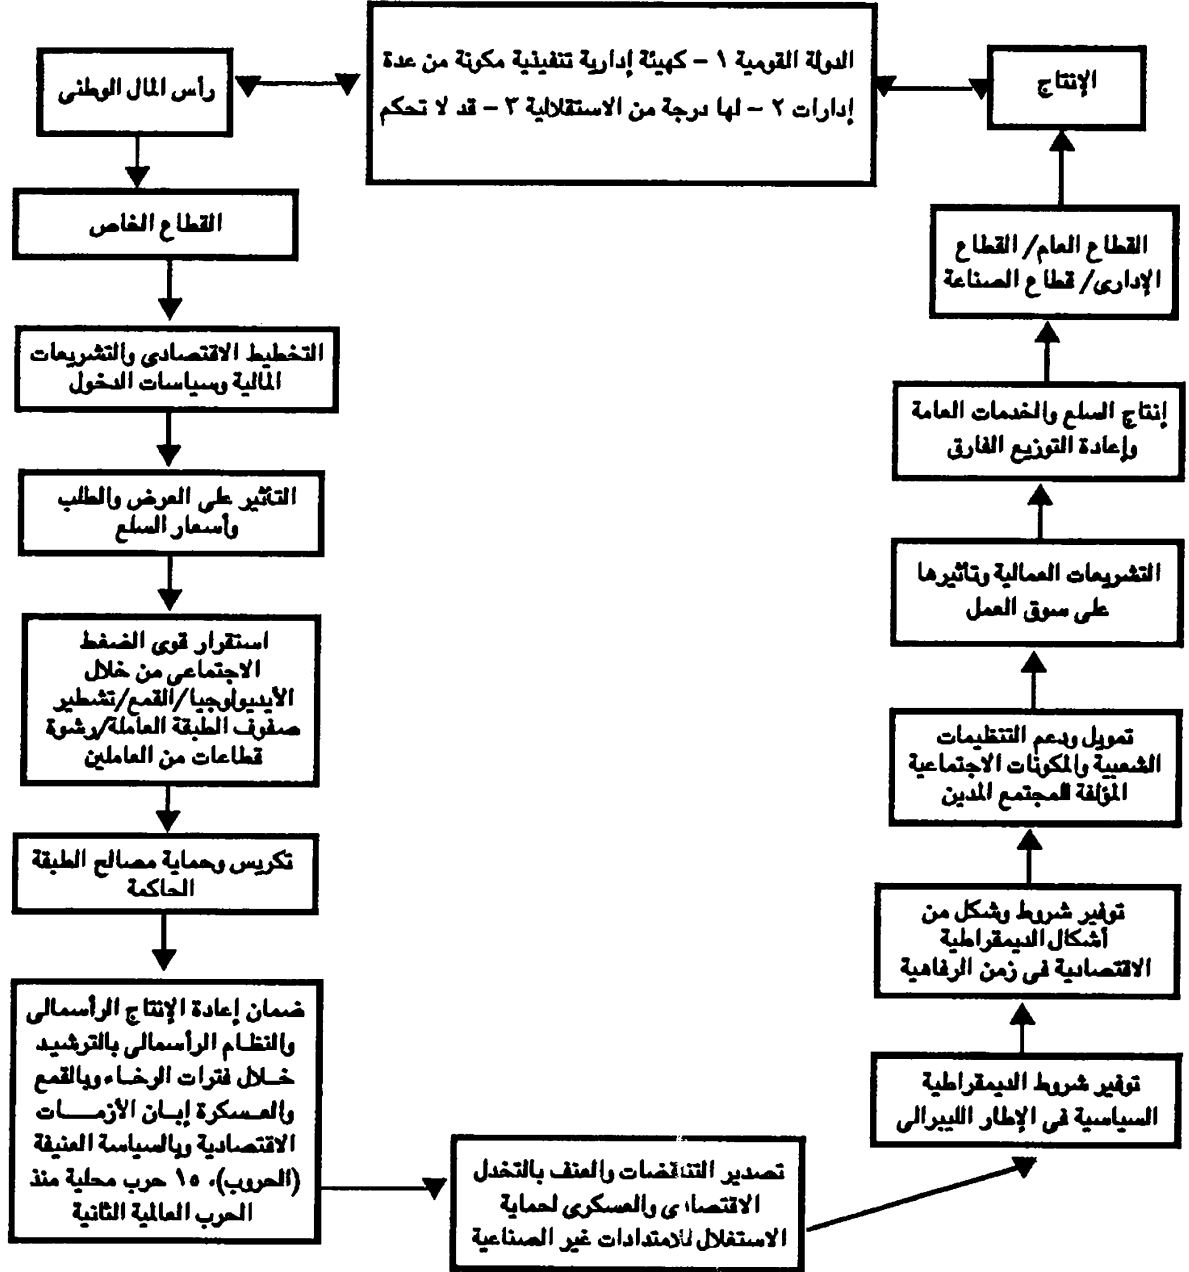 الدولة القومية ١ – كهيئة إدارية تنفيذية مكونة من عدة
إدارات ٢ – لها درجة من الاستقلالية ٣ – قد لا تحكم
رأس المال الوطنى
القطاع الخاص
التخطيط الاقتصادى والتشريعات
المالية وسياسات الدخول
التأثير على العرض والطلب
وأسعار السلع
استقرار قوى الضغط
الاجتماعى من خلال
الأيديولوجيا/القمع/تشطير
صفوف الطبقة العاملة/رشوة
قطاعات من العاملين
تكريس وحماية مصالح الطبقة
الحاكمة
ضمان إعادة الإنتاج الرأسمالى
والنظام الرأسمالى بالترشيد
خلال فترات الرخاء وبالقمع
والعسكرة إبان الأزمات
الاقتصادية وبالسياسة العنيفة
(الحروب)، ١٥ حرب محلية منذ
الحرب العالمية الثانية
تصدير التناقضات والعنف بالتخدل
الاقتصادى والعسكرى لحماية
الاستغلال للامتدادات غير الصناعية
توفير شروط الديمقراطية
السياسية فى الإطار الليبرالى
توفير شروط وشكل من
أشكال الديمقراطية
الاقتصادية فى زمن الرفاهية
تمويل ودعم التنظيمات
الشعبية والمكونات الاجتماعية
المؤلفة للمجتمع المدين
التشريعات العمالية وتأثيرها
على سوق العمل
إنتاج السلع والخدمات العامة
وإعادة التوزيع الفارق
القطاع العام/ القطاع
الإدارى/ قطاع الصناعة
الإنتاج